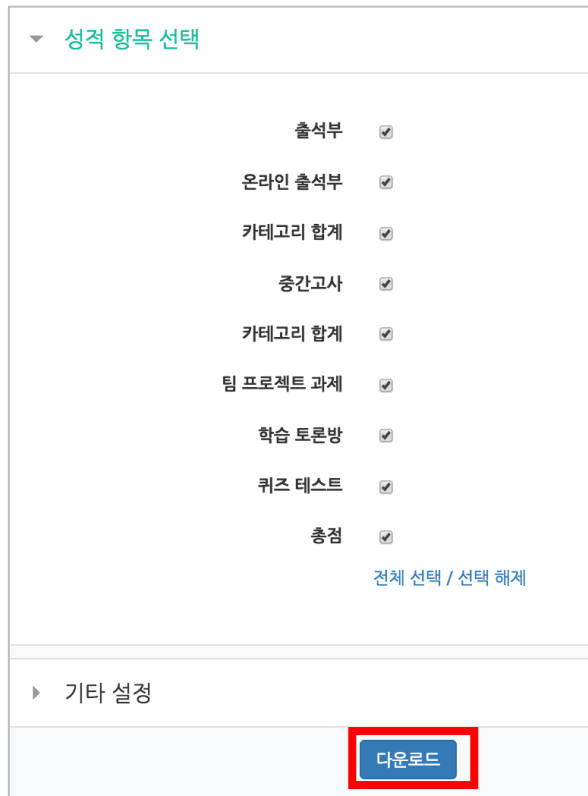 성적 항목 선택
출석부
온라인 출석부
카테고리 합계
중간고사
카테고리 합계
팀 프로젝트 과제
학습 토론방
퀴즈 테스트
총점
전체 선택 / 선택 해제
기타 설정
다운로드